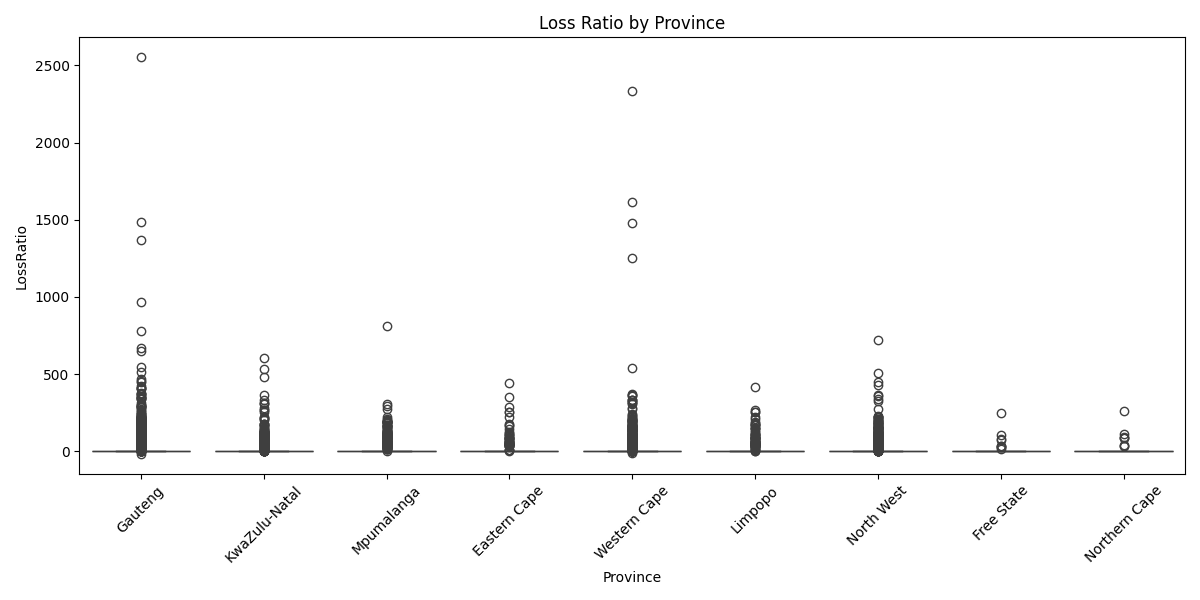 Loss Ratio by Province
LossRatio
2500
2000
1500
1000
500
0
Gauteng
KwaZulu-Natal
Mpumalanga
Eastern Cape
Western Cape
Limpopo
North West
Free State
Northern Cape
Province